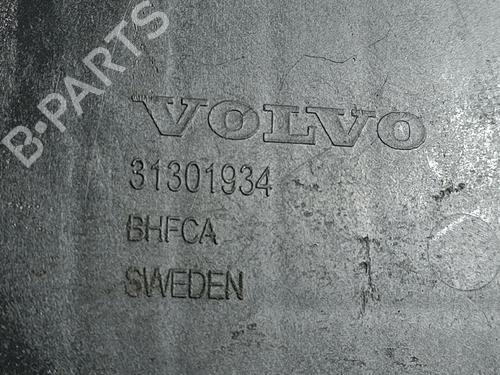 B-PARTS
VOLVO
31301934
BHFCA
SWEDEN